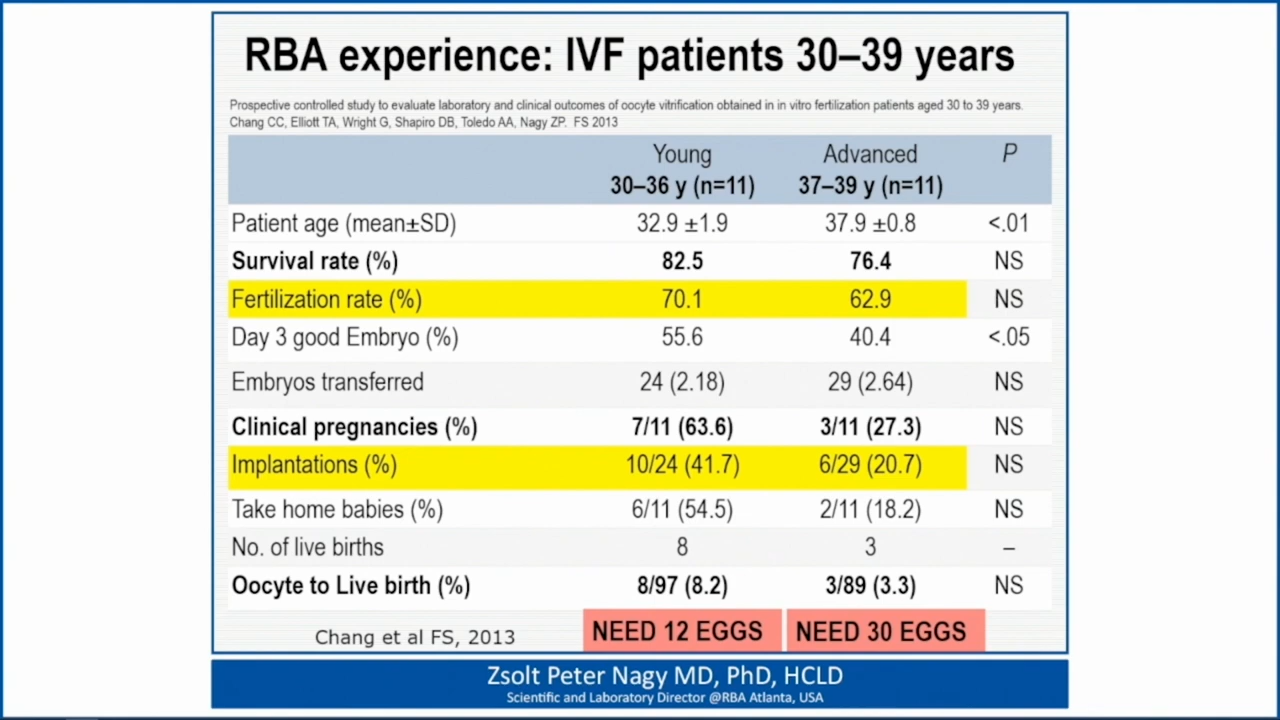 RBA experience: IVF patients 30–39 years
Prospective controlled study to evaluate laboratory and clinical outcomes of oocyte vitrification obtained in in vitro fertilization patients aged 30 to 39 years.
Chang CC, Elliott TA, Wright G, Shapiro DB, Toledo AA, Nagy ZP. FS 2013
Young Advanced P
30–36 y (n=11) 37–39 y (n=11)
Patient age (mean±SD) 32.9 ±1.9 37.9 ±0.8 <.01
Survival rate (%) 82.5 76.4 NS
Fertilization rate (%) 70.1 62.9 NS
Day 3 good Embryo (%) 55.6 40.4 <.05
Embryos transferred 24 (2.18) 29 (2.64) NS
Clinical pregnancies (%) 7/11 (63.6) 3/11 (27.3) NS
Implantations (%) 10/24 (41.7) 6/29 (20.7) NS
Take home babies (%) 6/11 (54.5) 2/11 (18.2) NS
No. of live births 8 3 –
Oocyte to Live birth (%) 8/97 (8.2) 3/89 (3.3) NS
Chang et al FS, 2013 NEED 12 EGGS NEED 30 EGGS
Zsolt Peter Nagy MD, PhD, HCLD
Scientific and Laboratory Director @RBA Atlanta, USA